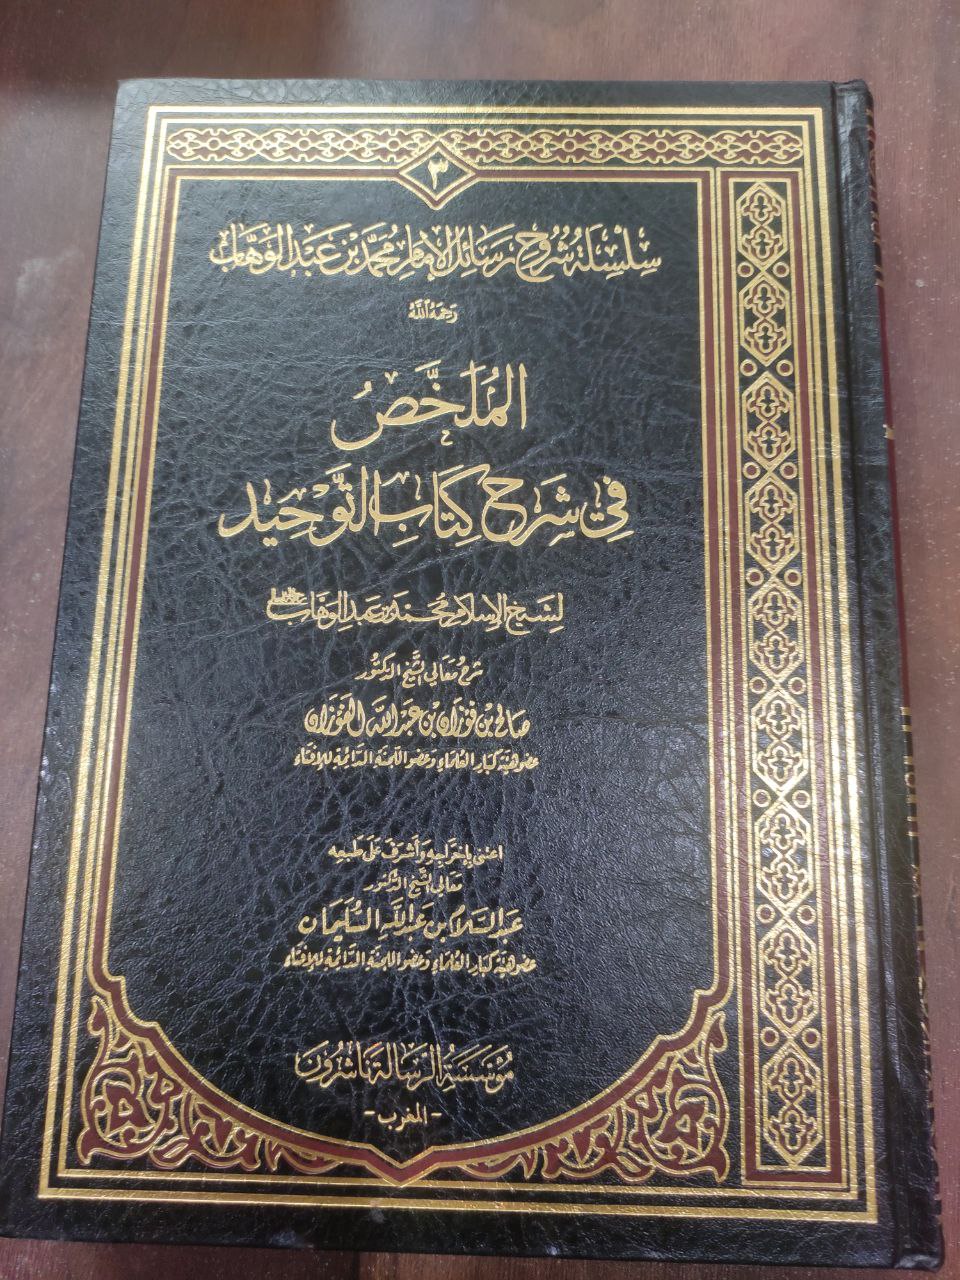 ٣
سلسلة شروح رسائل الإمام محمد بن عبد الوهاب
رحمه الله
الملخص
في شرح كتاب التوحيد
لشيخ الإسلام محمد بن عبد الوهاب رحمه الله
شرح معالي الشيخ الدكتور
صالح بن فوزان بن عبد الله الفوزان
عضو هيئة كبار العلماء وعضو اللجنة الدائمة للإفتاء
اعتنى بإخراجه وأشرف على طبعه
معالي الشيخ الدكتور
عبد السلام بن عبد الله السليمان
عضو هيئة كبار العلماء وعضو اللجنة الدائمة للإفتاء
مؤسسة الرسالة ناشرون
- المغرب -